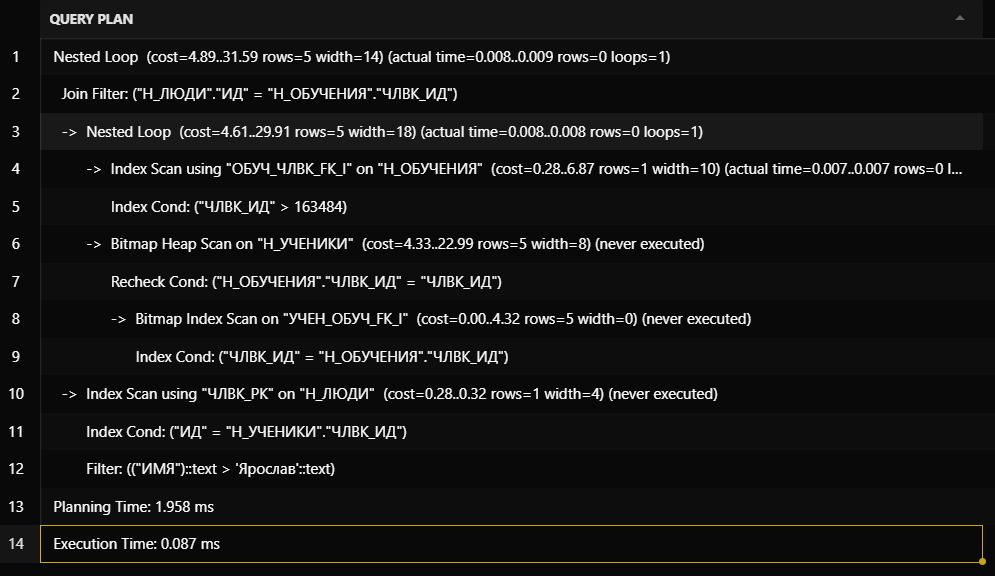 QUERY PLAN
1 Nested Loop (cost=4.89..31.59 rows=5 width=14) (actual time=0.008..0.009 rows=0 loops=1)
2 Join Filter: ("Н_ЛЮДИ"."ИД" = "Н_ОБУЧЕНИЯ"."ЧЛВК_ИД")
3 -> Nested Loop (cost=4.61..29.91 rows=5 width=18) (actual time=0.008..0.008 rows=0 loops=1)
4 -> Index Scan using "ОБУЧ_ЧЛВК_FK_I" on "Н_ОБУЧЕНИЯ" (cost=0.28..6.87 rows=1 width=10) (actual time=0.007..0.007 rows=0 l...
5 Index Cond: ("ЧЛВК_ИД" > 163484)
6 -> Bitmap Heap Scan on "Н_УЧЕНИКИ" (cost=4.33..22.99 rows=5 width=8) (never executed)
7 Recheck Cond: ("Н_ОБУЧЕНИЯ"."ЧЛВК_ИД" = "ЧЛВК_ИД")
8 -> Bitmap Index Scan on "УЧЕН_ОБУЧ_FK_I" (cost=0.00..4.32 rows=5 width=0) (never executed)
9 Index Cond: ("ЧЛВК_ИД" = "Н_ОБУЧЕНИЯ"."ЧЛВК_ИД")
10 -> Index Scan using "ЧЛВК_PK" on "Н_ЛЮДИ" (cost=0.28..0.32 rows=1 width=4) (never executed)
11 Index Cond: ("ИД" = "Н_УЧЕНИКИ"."ЧЛВК_ИД")
12 Filter: (("ИМЯ")::text > 'Ярослав'::text)
13 Planning Time: 1.958 ms
14 Execution Time: 0.087 ms